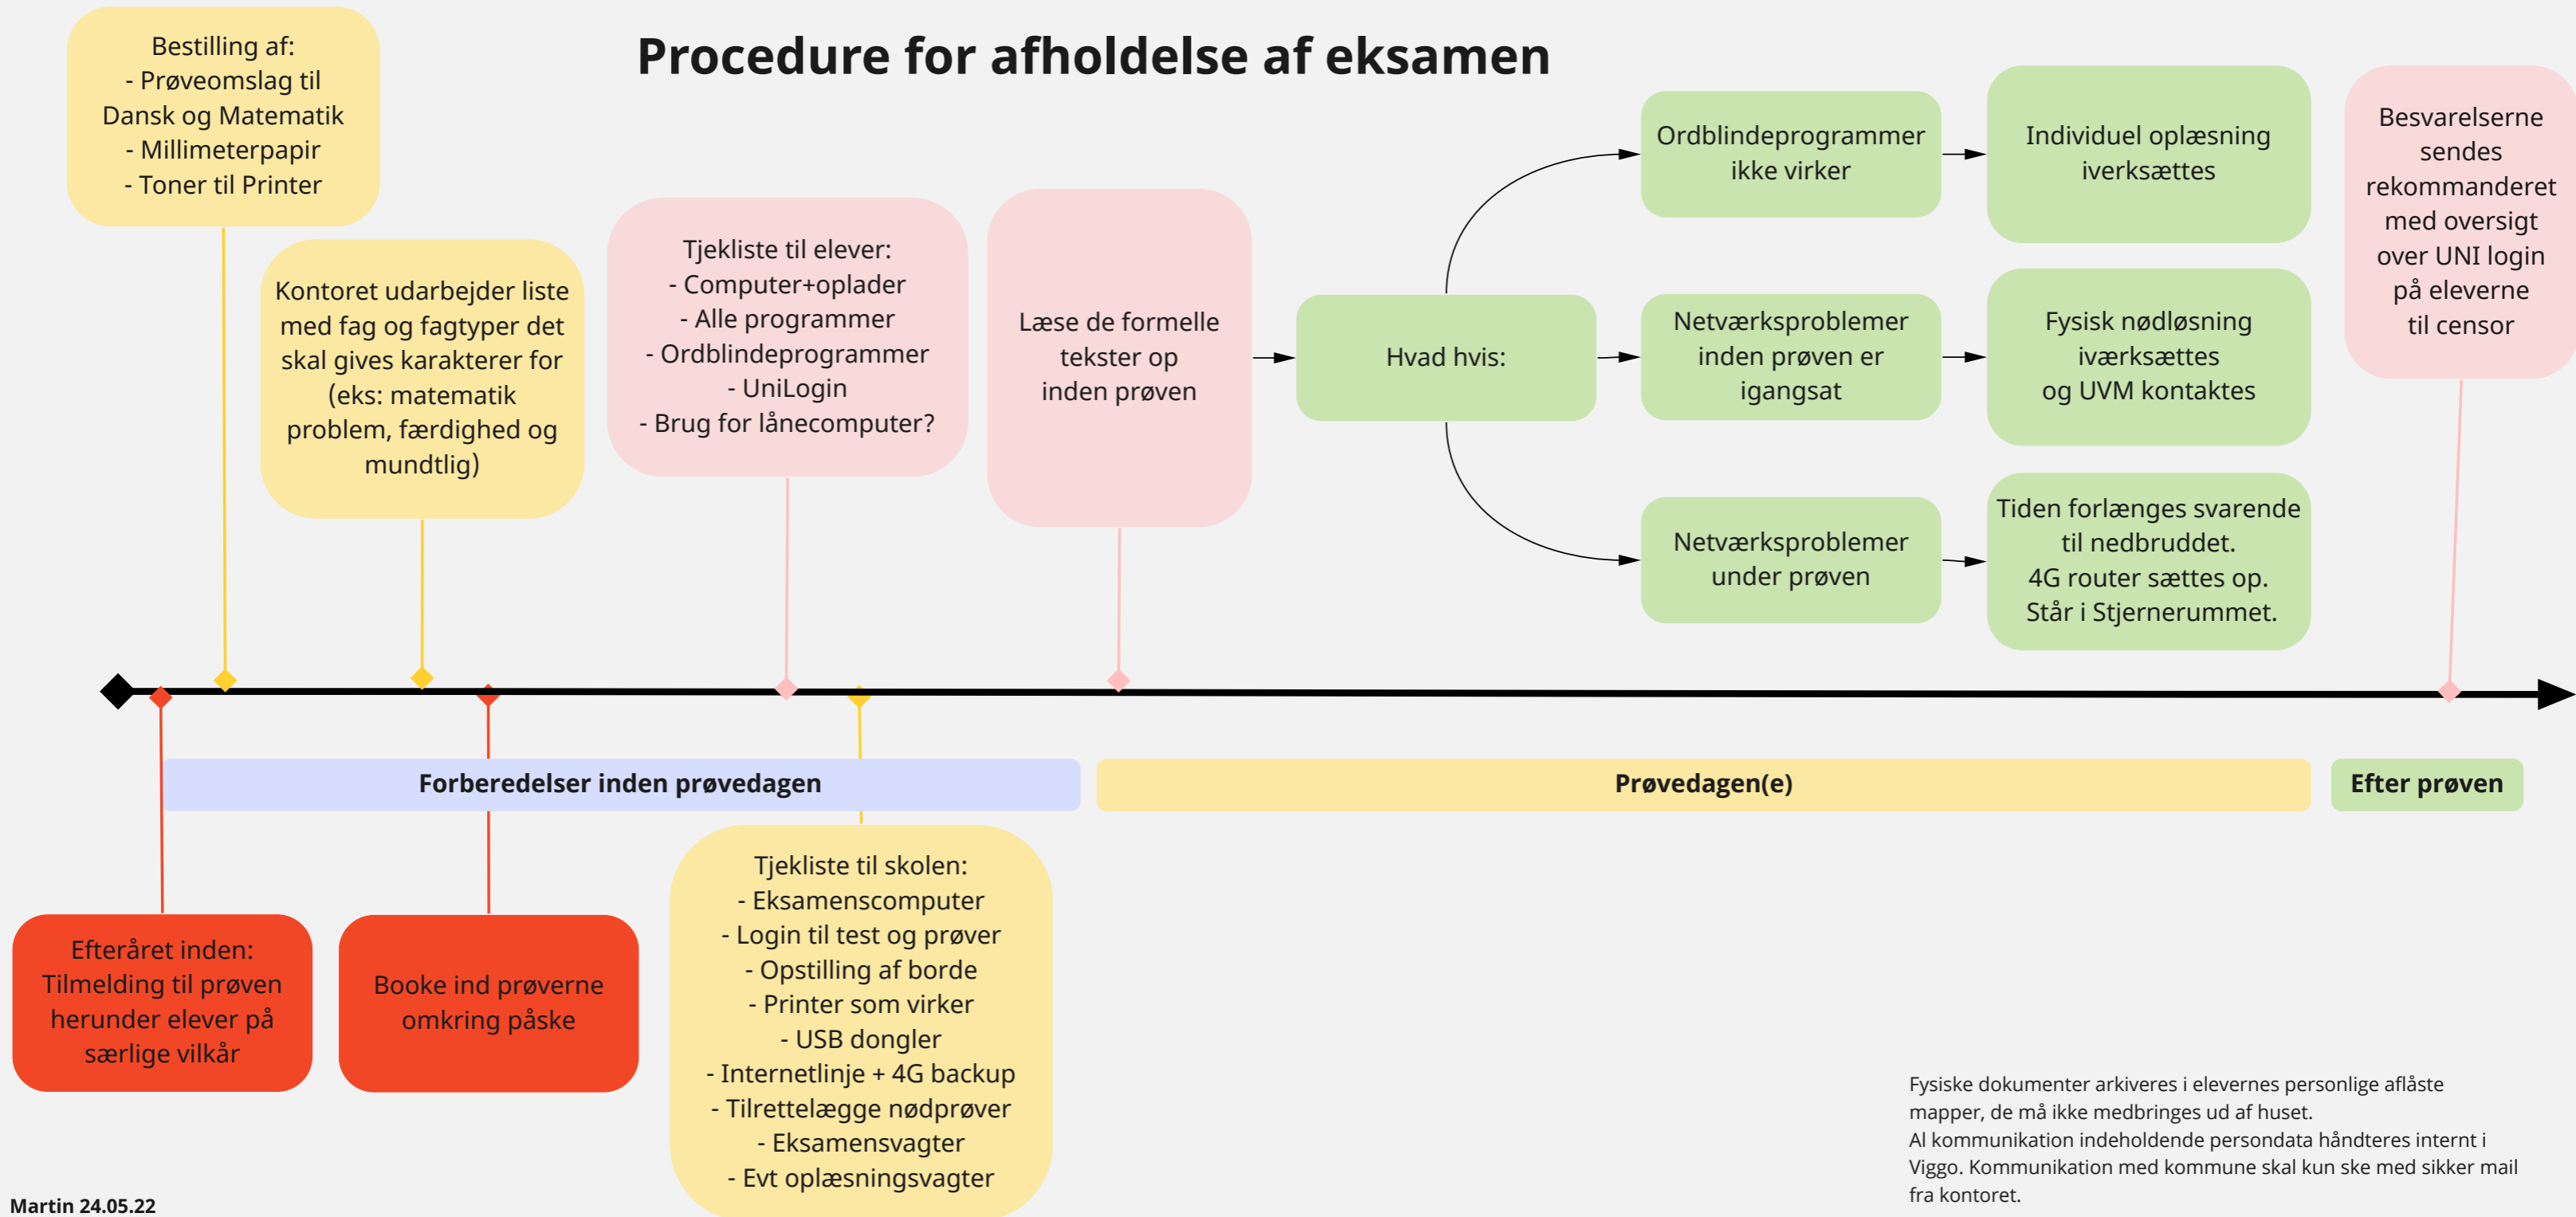 Procedure for afholdelse af eksamen
Bestilling af:
- Prøveomslag til
Dansk og Matematik
- Millimeterpapir
- Toner til Printer
Kontoret udarbejder liste
med fag og fagtyper det
skal gives karakterer for
(eks: matematik
problem, færdighed og
mundtlig)
Tjekliste til elever:
- Computer+oplader
- Alle programmer
- Ordblindeprogrammer
- UniLogin
- Brug for lånecomputer?
Læse de formelle
tekster op
inden prøven
Hvad hvis:
Ordblindeprogrammer
ikke virker
Individuel oplæsning
iverksættes
Netværksproblemer
inden prøven er
igangsat
Fysisk nødløsning
iværksættes
og UVM kontaktes
Netværksproblemer
under prøven
Tiden forlænges svarende
til nedbruddet.
4G router sættes op.
Står i Stjernerummet.
Besvarelserne
sendes
rekommanderet
med oversigt
over UNI login
på eleverne
til censor
Forberedelser inden prøvedagen
Prøvedagen(e)
Efter prøven
Efteråret inden:
Tilmelding til prøven
herunder elever på
særlige vilkår
Booke ind prøverne
omkring påske
Tjekliste til skolen:
- Eksamenscomputer
- Login til test og prøver
- Opstilling af borde
- Printer som virker
- USB dongler
- Internetlinje + 4G backup
- Tilrettelægge nødprøver
- Eksamensvagter
- Evt oplæsningsvagter
Fysiske dokumenter arkiveres i elevernes personlige aflåste
mapper, de må ikke medbringes ud af huset.
Al kommunikation indeholdende persondata håndteres internt i
Viggo. Kommunikation med kommune skal kun ske med sikker mail
fra kontoret.
Martin 24.05.22